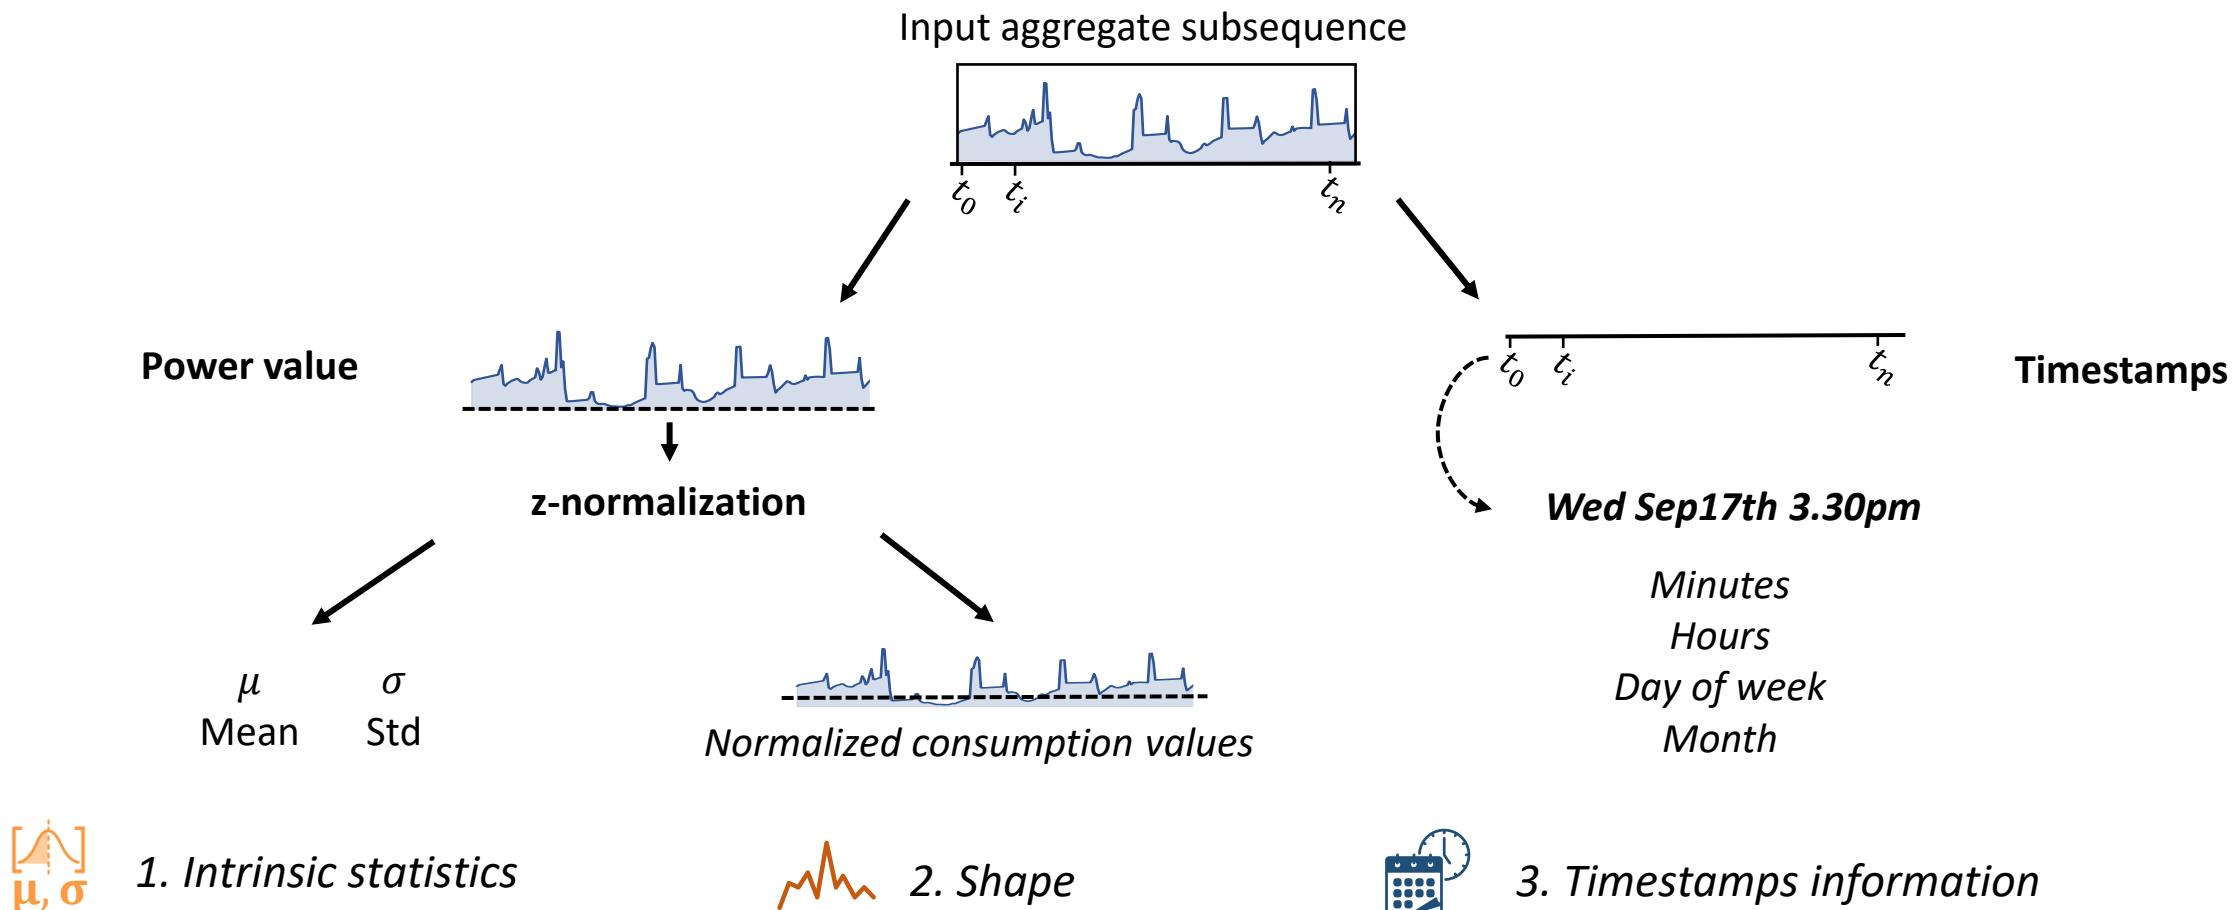 Input aggregate subsequence
t0 ti tn
Power value
t0 ti tn
Timestamps
z-normalization
Wed Sep17th 3.30pm
Minutes
Hours
Day of week
Month
μ σ
Mean Std
Normalized consumption values
μ, σ
1. Intrinsic statistics
2. Shape
3. Timestamps information